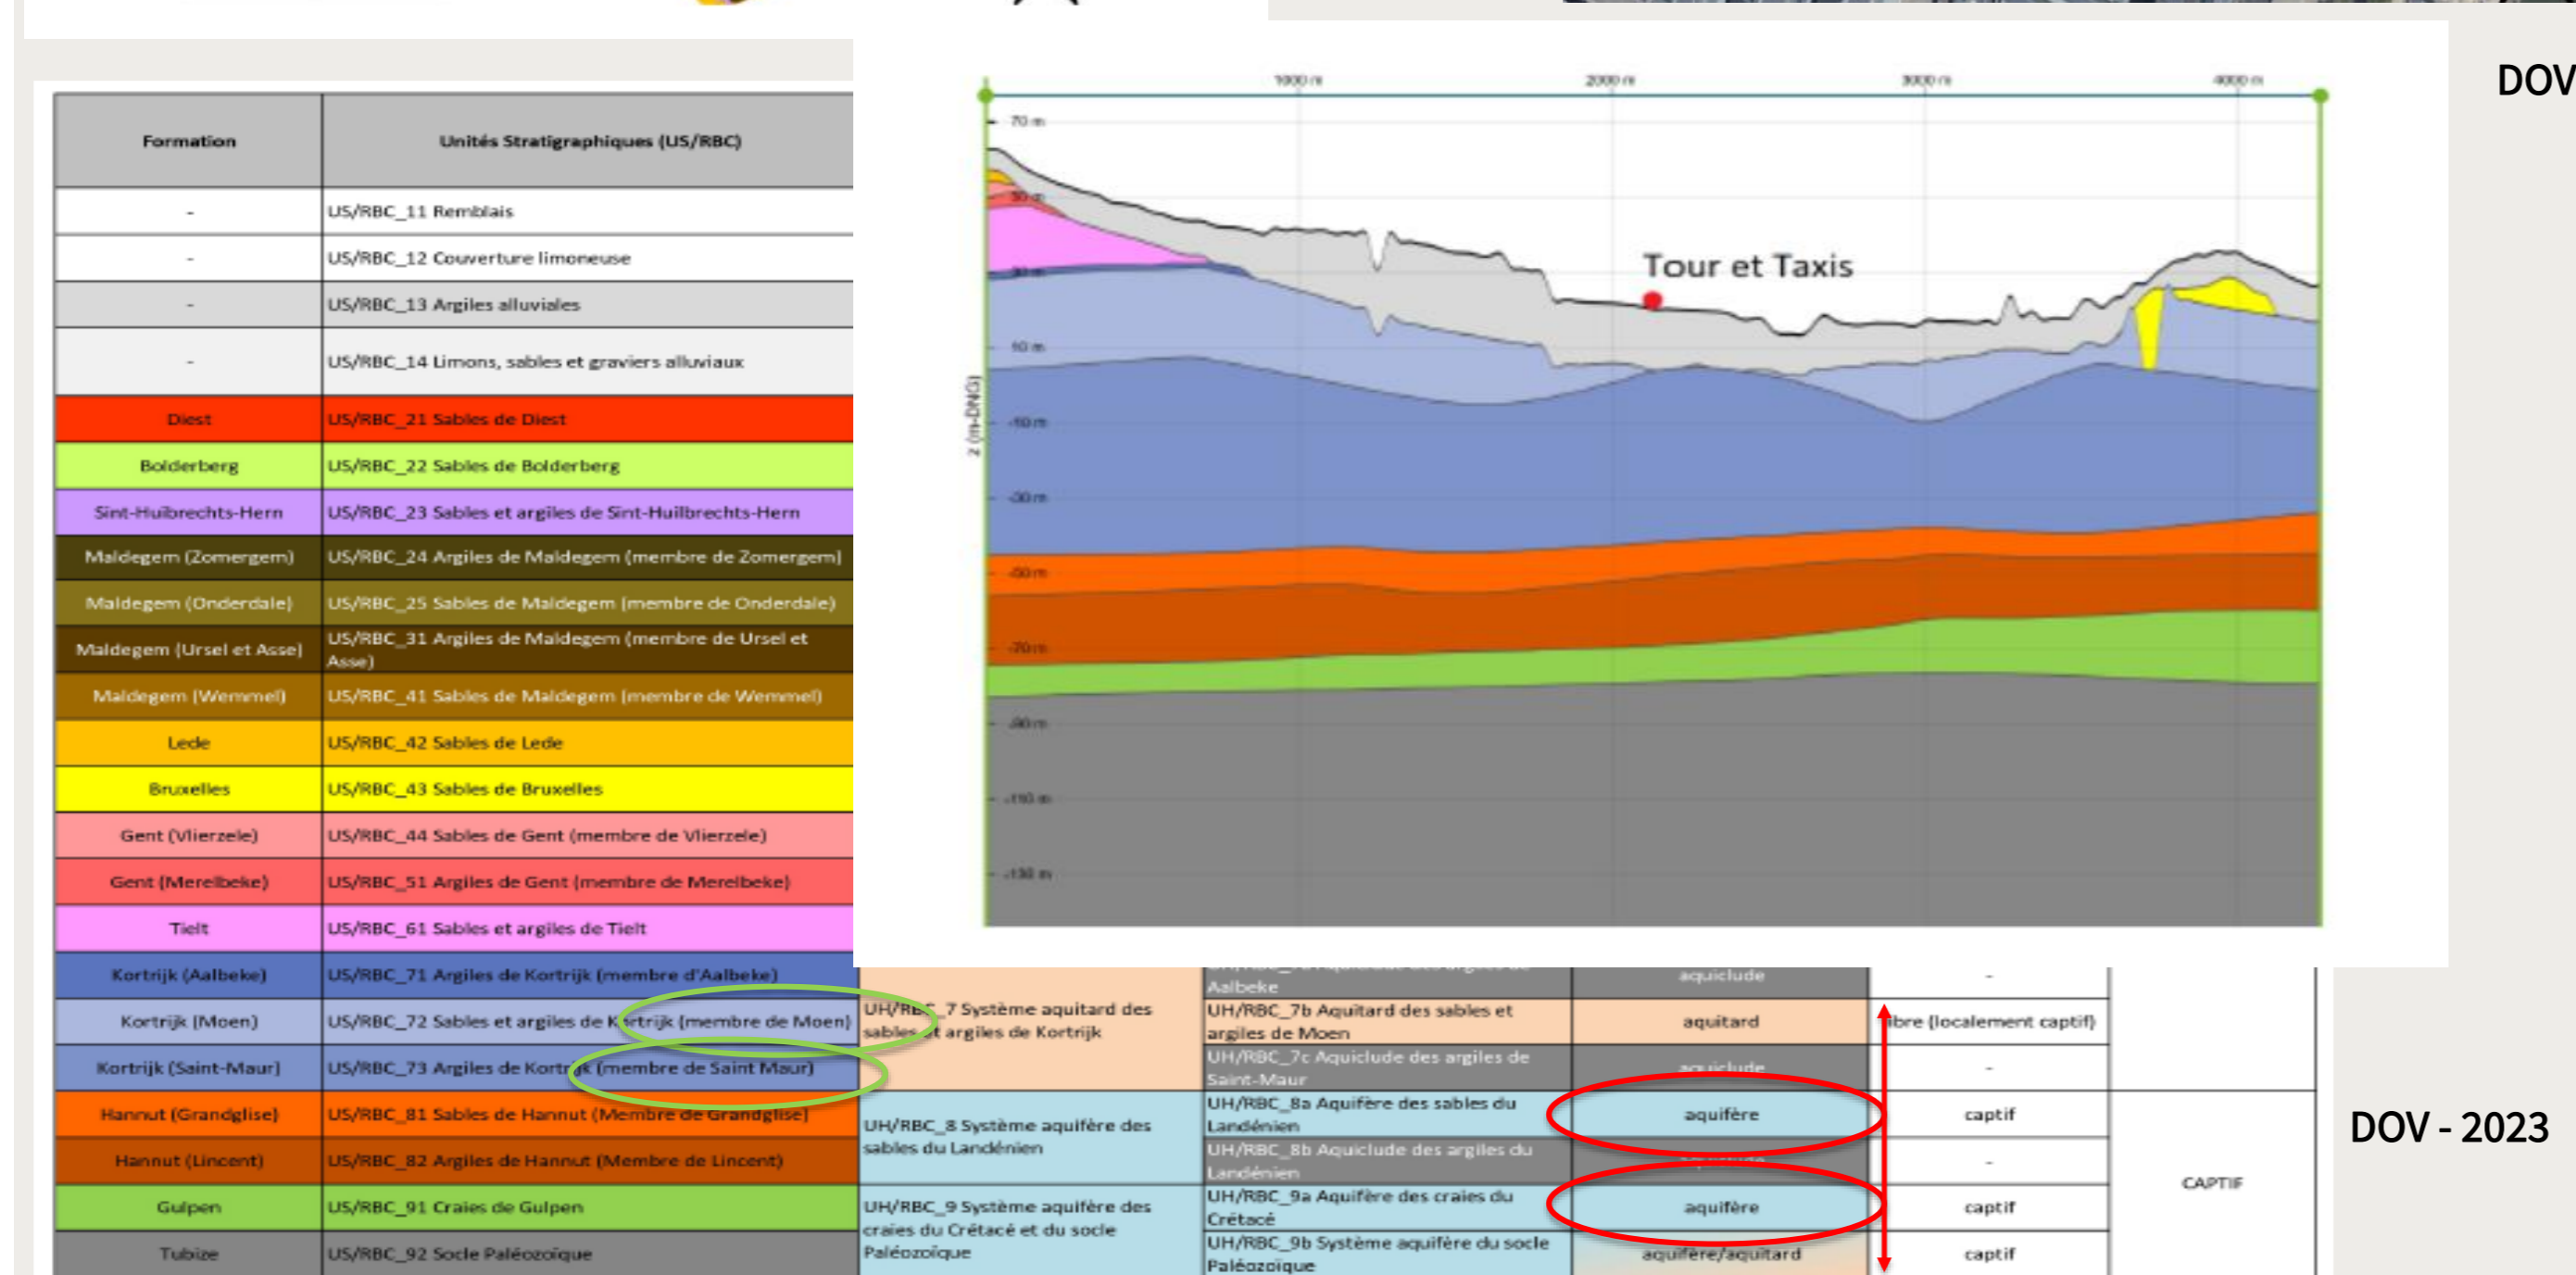 DOV
1000 m 2000 m 3000 m 4000 m
70 m
50 m
30 m
10 m
-10 m
-30 m
-50 m
-70 m
-90 m
-110 m
-130 m
Z (m-DNG)
Tour et Taxis
Formation Unités Stratigraphiques (US/RBC)
- US/RBC_11 Remblais
- US/RBC_12 Couverture limoneuse
- US/RBC_13 Argiles alluviales
- US/RBC_14 Limons, sables et graviers alluviaux
Diest US/RBC_21 Sables de Diest
Bolderberg US/RBC_22 Sables de Bolderberg
Sint-Huibrechts-Hern US/RBC_23 Sables et argiles de Sint-Huilbrechts-Hern
Maldegem (Zomergem) US/RBC_24 Argiles de Maldegem (membre de Zomergem)
Maldegem (Onderdale) US/RBC_25 Sables de Maldegem (membre de Onderdale)
Maldegem (Ursel et Asse) US/RBC_31 Argiles de Maldegem (membre de Ursel et
Asse)
Maldegem (Wemmel) US/RBC_41 Sables de Maldegem (membre de Wemmel)
Lede US/RBC_42 Sables de Lede
Bruxelles US/RBC_43 Sables de Bruxelles
Gent (Vlierzele) US/RBC_44 Sables de Gent (membre de Vlierzele)
Gent (Merelbeke) US/RBC_51 Argiles de Gent (membre de Merelbeke)
Tielt US/RBC_61 Sables et argiles de Tielt
Kortrijk (Aalbeke) US/RBC_71 Argiles de Kortrijk (membre d'Aalbeke)
Aalbeke aquiclude -
Kortrijk (Moen) US/RBC_72 Sables et argiles de Kortrijk (membre de Moen)
UH/RBC_7 Système aquitard des
sables et argiles de Kortrijk
UH/RBC_7b Aquitard des sables et
argiles de Moen
aquitard libre (localement captif)
Kortrijk (Saint-Maur) US/RBC_73 Argiles de Kortrijk (membre de Saint Maur)
UH/RBC_7c Aquiclude des argiles de
Saint-Maur
aquiclude -
Hannut (Grandglise) US/RBC_81 Sables de Hannut (Membre de Grandglise)
UH/RBC_8 Système aquifère des
sables du Landénien
UH/RBC_8a Aquifère des sables du
Landénien
aquifère captif
Hannut (Lincent) US/RBC_82 Argiles de Hannut (Membre de Lincent)
UH/RBC_8b Aquiclude des argiles du
Landénien
-
CAPTIF
Gulpen US/RBC_91 Craies de Gulpen
UH/RBC_9 Système aquifère des
craies du Crétacé et du socle
Paléozoïque
UH/RBC_9a Aquifère des craies du
Crétacé
aquifère captif
Tubize US/RBC_92 Socle Paléozoïque
UH/RBC_9b Système aquifère du socle
Paléozoïque
aquifère/aquitard captif
DOV - 2023